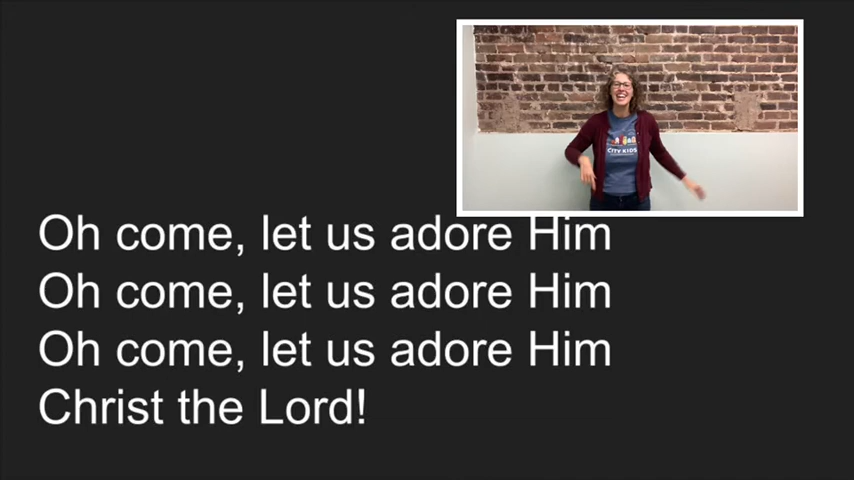 CITY KIDS
Oh come, let us adore Him
Oh come, let us adore Him
Oh come, let us adore Him
Christ the Lord!